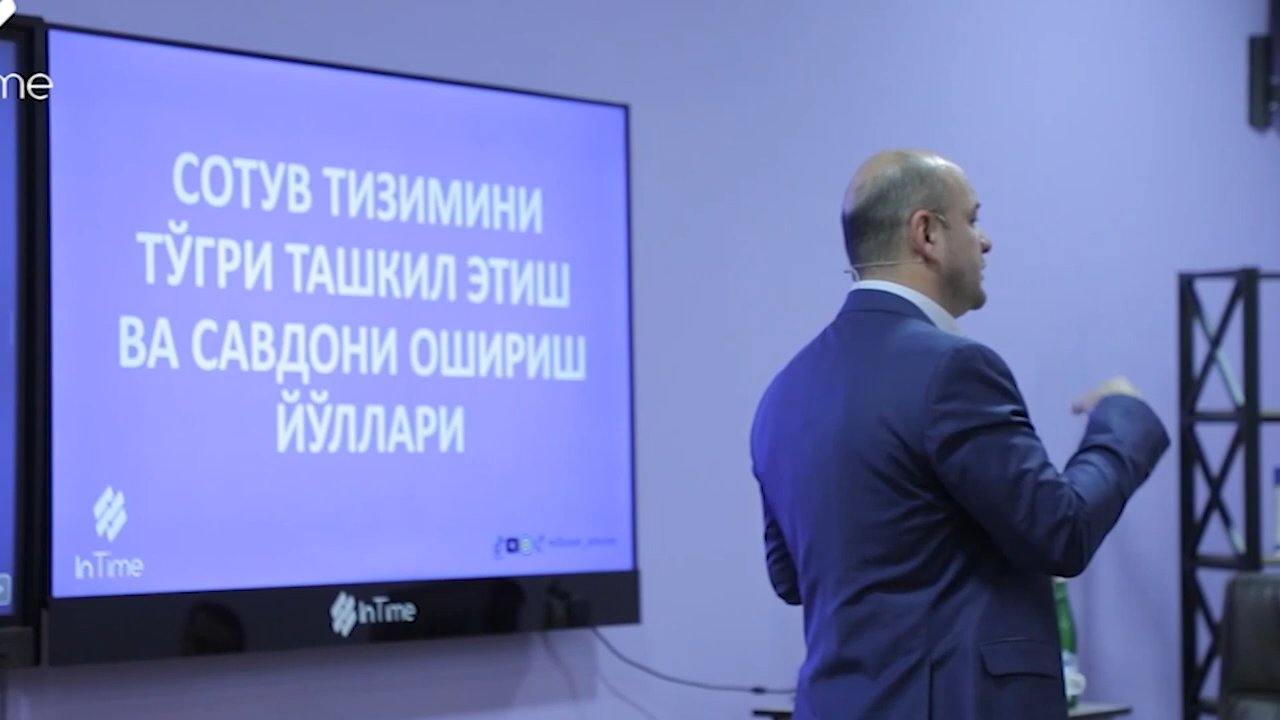 me
СОТУВ ТИЗИМИНИ
ТЎГРИ ТАШКИЛ ЭТИШ
ВА САВДОНИ ОШИРИШ
ЙЎЛЛАРИ
InTime
InTime